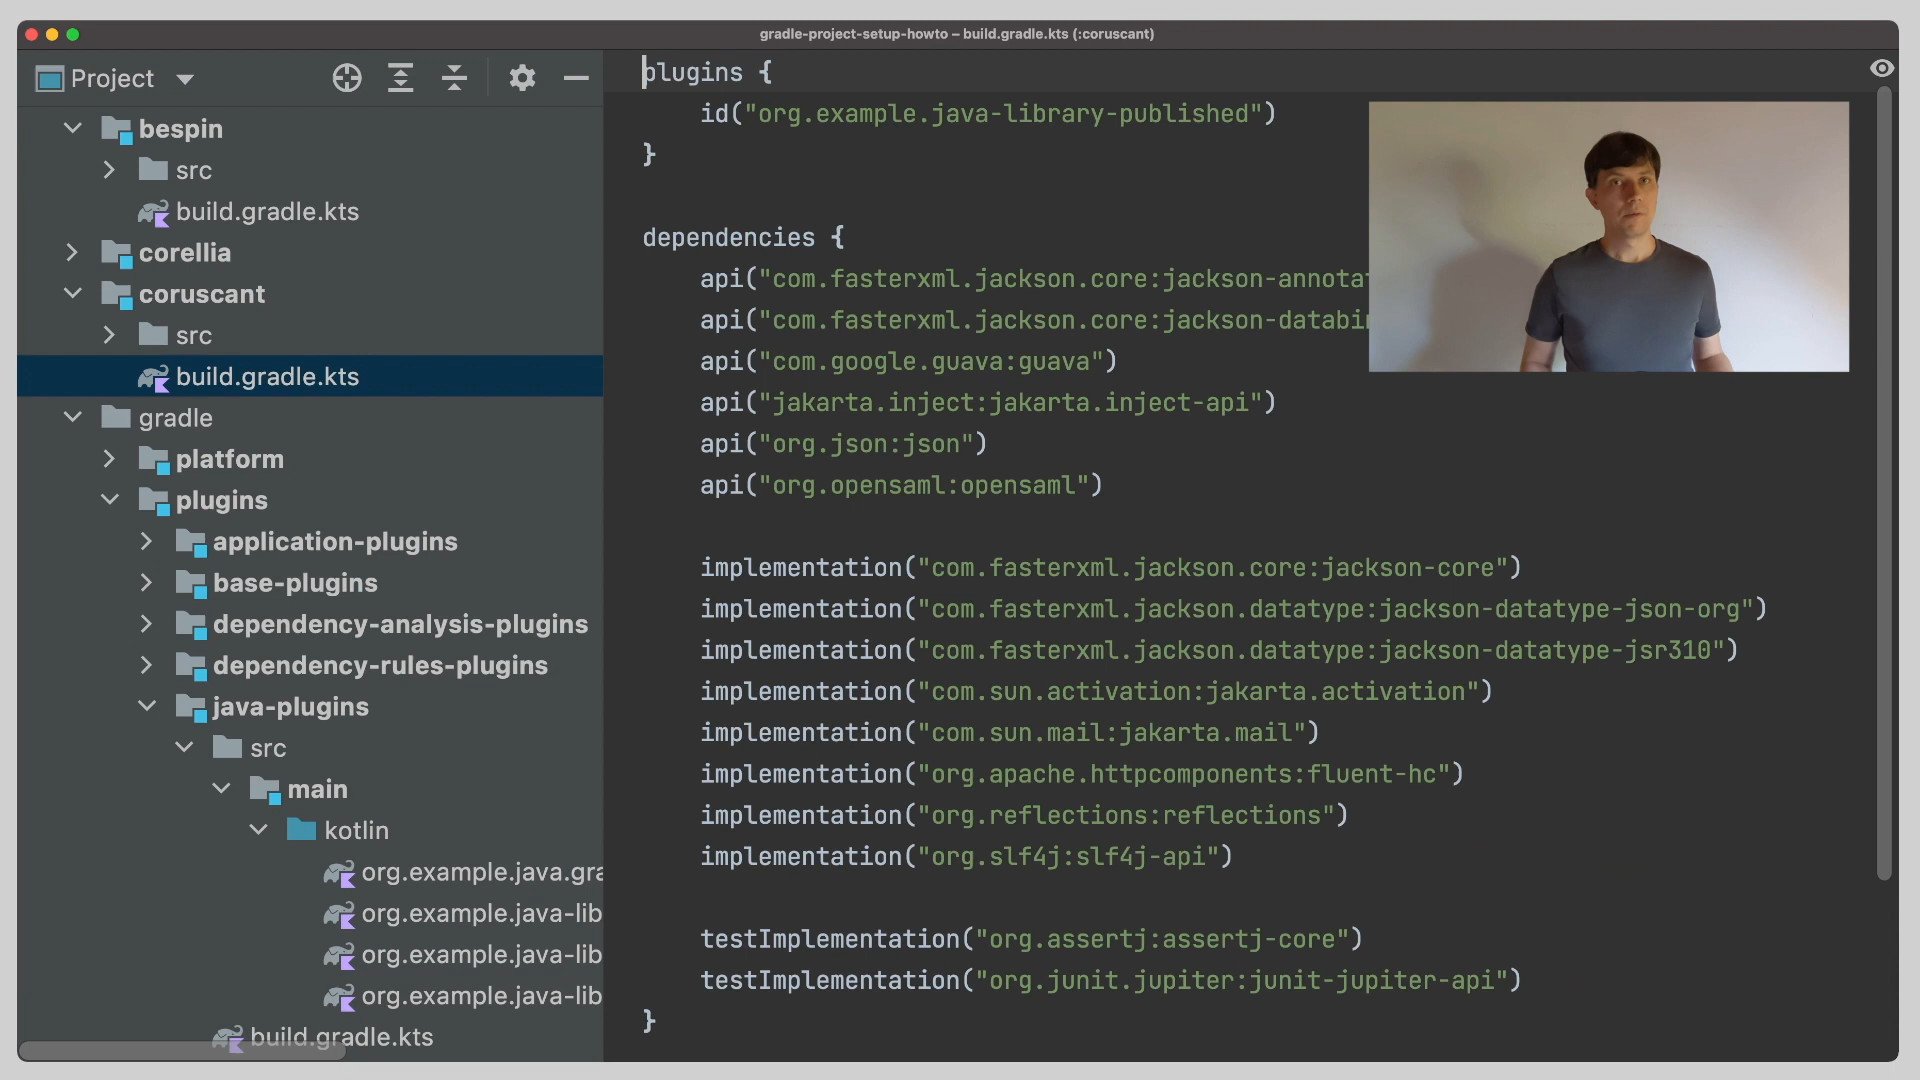 gradle-project-setup-howto – build.gradle.kts (:coruscant)
Project
bespin
src
build.gradle.kts
corellia
coruscant
src
build.gradle.kts
gradle
platform
plugins
application-plugins
base-plugins
dependency-analysis-plugins
dependency-rules-plugins
java-plugins
src
main
kotlin
org.example.java.gra
org.example.java-lib
org.example.java-lib
org.example.java-lib
build.gradle.kts
plugins {
id("org.example.java-library-published")
}
dependencies {
api("com.fasterxml.jackson.core:jackson-annotat
api("com.fasterxml.jackson.core:jackson-databin
api("com.google.guava:guava")
api("jakarta.inject:jakarta.inject-api")
api("org.json:json")
api("org.opensaml:opensaml")
implementation("com.fasterxml.jackson.core:jackson-core")
implementation("com.fasterxml.jackson.datatype:jackson-datatype-json-org")
implementation("com.fasterxml.jackson.datatype:jackson-datatype-jsr310")
implementation("com.sun.activation:jakarta.activation")
implementation("com.sun.mail:jakarta.mail")
implementation("org.apache.httpcomponents:fluent-hc")
implementation("org.reflections:reflections")
implementation("org.slf4j:slf4j-api")
testImplementation("org.assertj:assertj-core")
testImplementation("org.junit.jupiter:junit-jupiter-api")
}